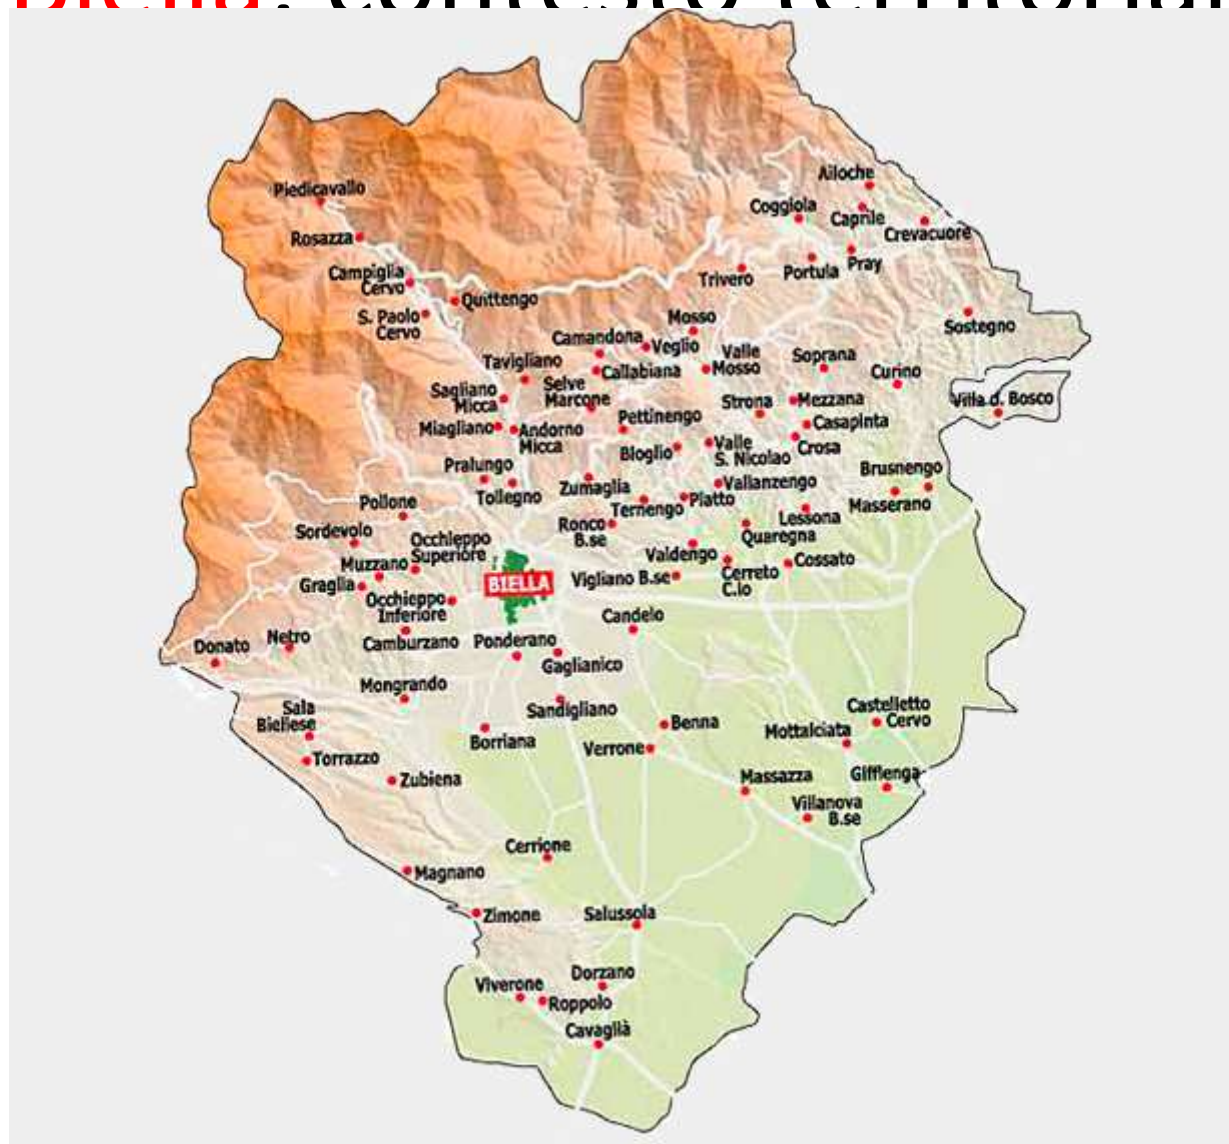 Biella: contesto territorial
Ailoche
Piedicavallo
Coggiola
Caprile
Crevacuore
Rosazza
Pray
Portula
Campiglia
Cervo
Trivero
Quittengo
S. Paolo
Cervo
Mosso
Sostegno
Camandona
Veglio
Valle
Mosso
Soprana
Tavigliano
Callabiana
Curino
Selve
Marcone
Sagliano
Micca
Strona
Mezzana
Villa d. Bosco
Pettinengo
Casapinta
Miagliano
Andorno
Micca
Bioglio
Valle
S. Nicolao
Crosa
Pralungo
Brusnengo
Tollegno
Zumaglia
Vallanzengo
Piatto
Masserano
Pollone
Ternengo
Lessona
Sordevolo
Ronco
B.se
Quaregna
Occhieppo
Superiore
Valdengo
Muzzano
Cossato
Graglia
BIELLA
Vigliano B.se
Cerreto
C.lo
Occhieppo
Inferiore
Candelo
Donato
Netro
Camburzano
Ponderano
Gaglianico
Mongrando
Sala
Biellese
Sandigliano
Castelletto
Cervo
Benna
Mottalciata
Borriana
Verrone
Torrazzo
Zubiena
Massazza
Gifflenga
Villanova
B.se
Cerrione
Magnano
Zimone
Salussola
Dorzano
Viverone
Roppolo
Cavaglià